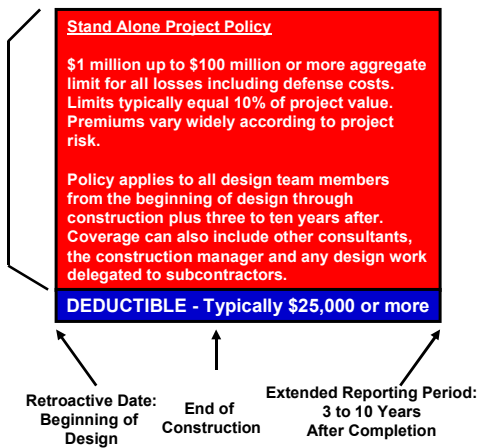 Stand Alone Project Policy
$1 million up to $100 million or more aggregate
limit for all losses including defense costs.
Limits typically equal 10% of project value.
Premiums vary widely according to project
risk.
Policy applies to all design team members
from the beginning of design through
construction plus three to ten years after.
Coverage can also include other consultants,
the construction manager and any design work
delegated to subcontractors.
DEDUCTIBLE - Typically $25,000 or more
Retroactive Date:
Beginning of
Design
End of
Construction
Extended Reporting Period:
3 to 10 Years
After Completion